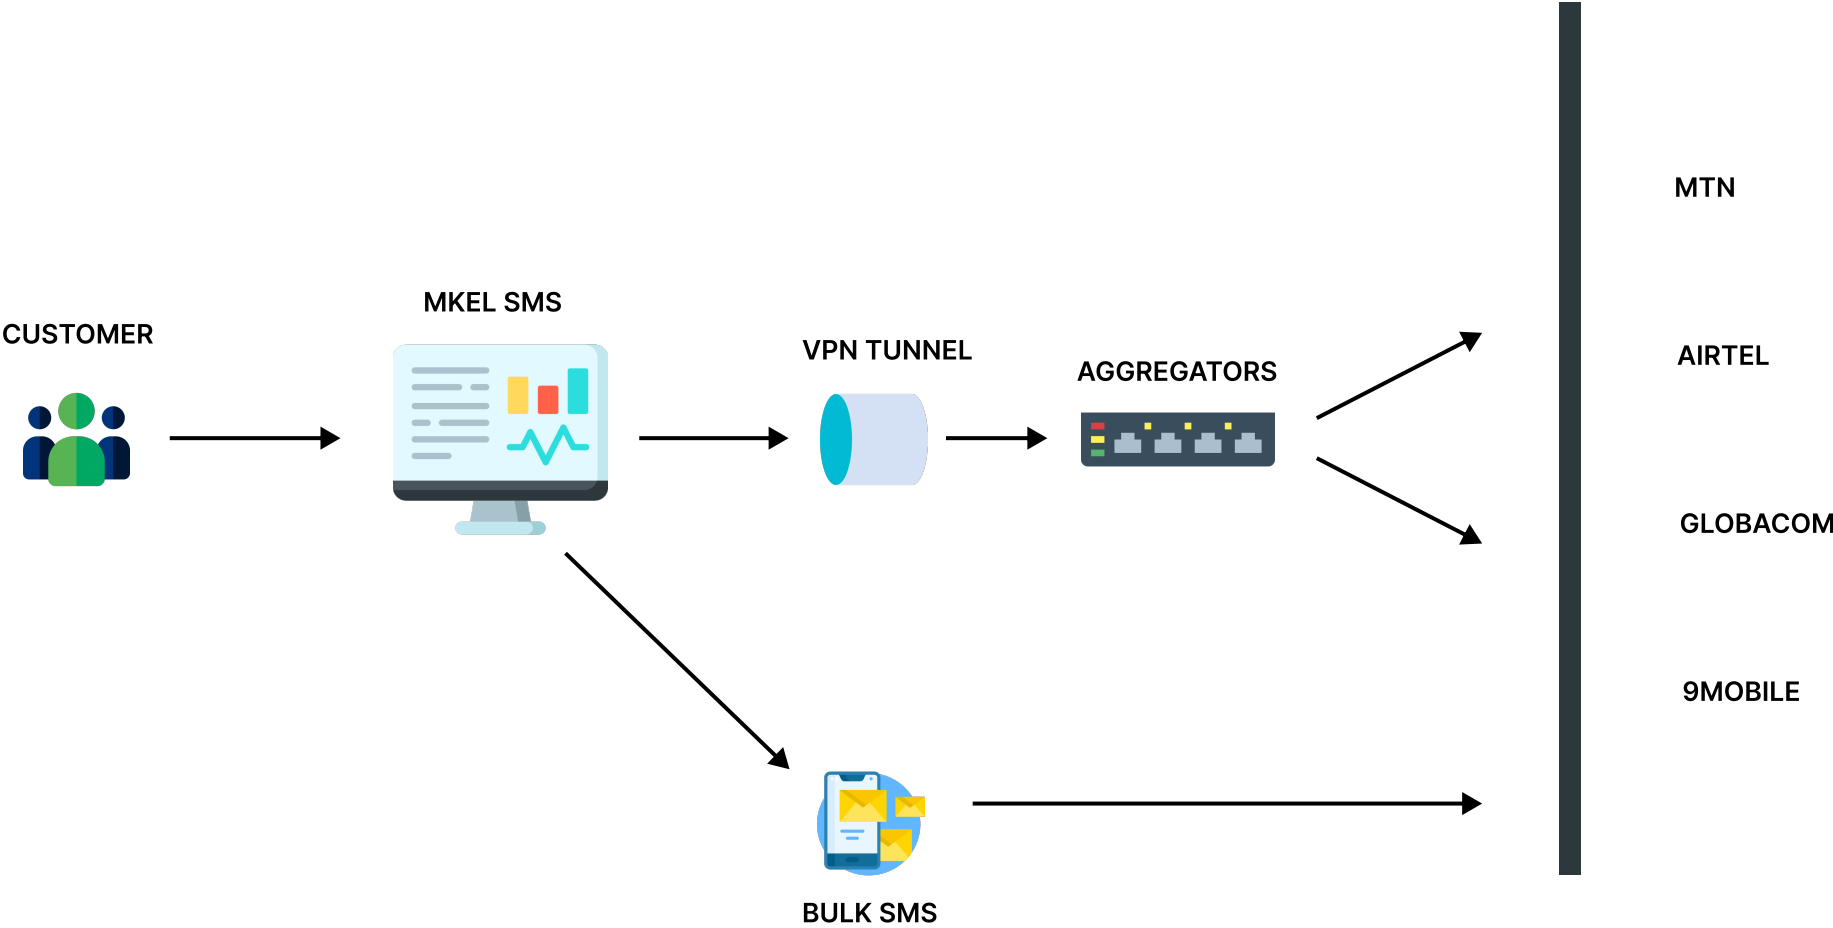 CUSTOMER
MKEL SMS
VPN TUNNEL
AGGREGATORS
BULK SMS
MTN
AIRTEL
GLOBACOM
9MOBILE